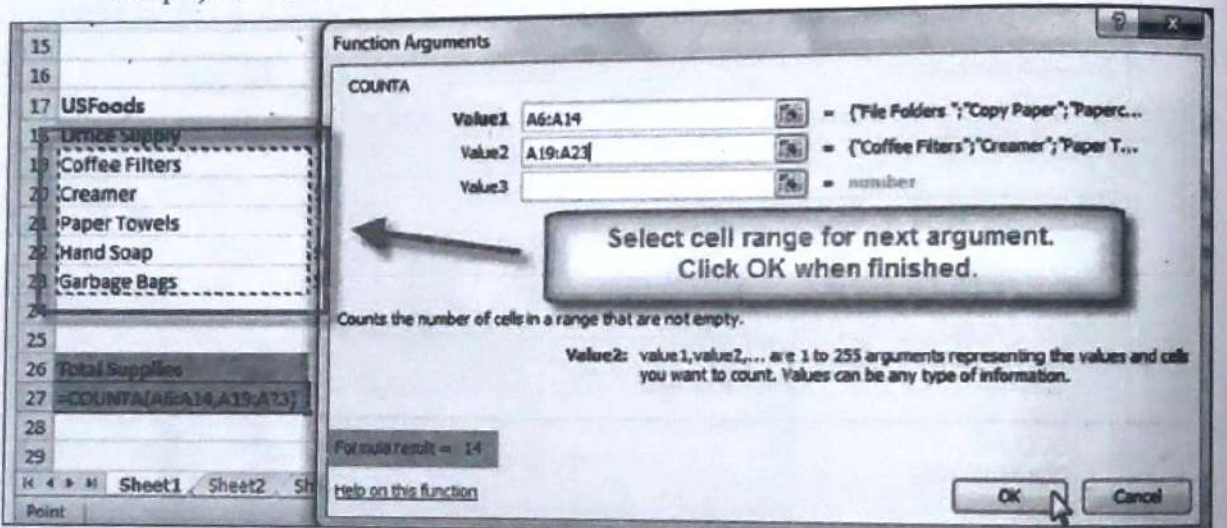 15
16
17 USFoods
18 Office Supply
19 Coffee Filters
20 Creamer
21 Paper Towels
22 Hand Soap
23 Garbage Bags
24
25
26 Total Supplies
27 =COUNTA(A6:A14,A19:A23)
28
29
Sheet1 Sheet2 Sh
Point
Function Arguments
COUNTA
Value1 A6:A14 = {"File Folders ";"Copy Paper";"Paperc...
Value2 A19:A23 = {"Coffee Filters";"Creamer";"Paper T...
Value3 = number
Select cell range for next argument.
Click OK when finished.
Counts the number of cells in a range that are not empty.
Value2: value1,value2,... are 1 to 255 arguments representing the values and cells
you want to count. Values can be any type of information.
Formula result = 14
Help on this function
OK Cancel